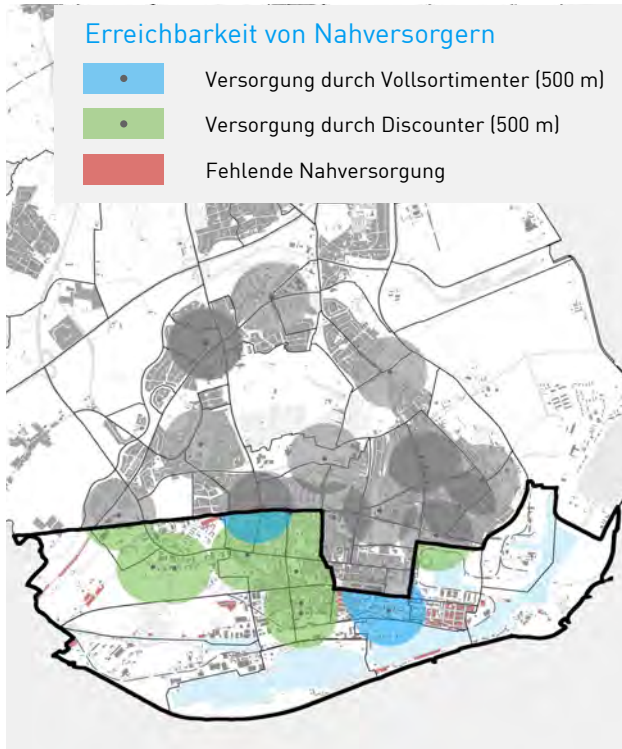 Erreichbarkeit von Nahversorgern
Versorgung durch Vollsortimenter (500 m)
Versorgung durch Discounter (500 m)
Fehlende Nahversorgung